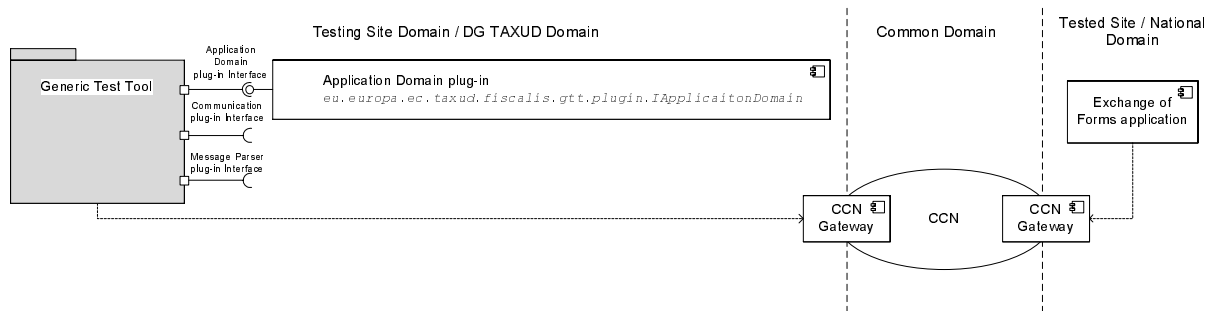 Testing Site Domain / DG TAXUD Domain
Common Domain
Tested Site / National
Domain
Generic Test Tool
Application
Domain
plug-in Interface
Communication
plug-in Interface
Message Parser
plug-in Interface
Application Domain plug-in
eu.europa.ec.taxud.fiscalis.gtt.plugin.IApplicaitonDomain
Exchange of
Forms application
CCN
Gateway
CCN
CCN
Gateway